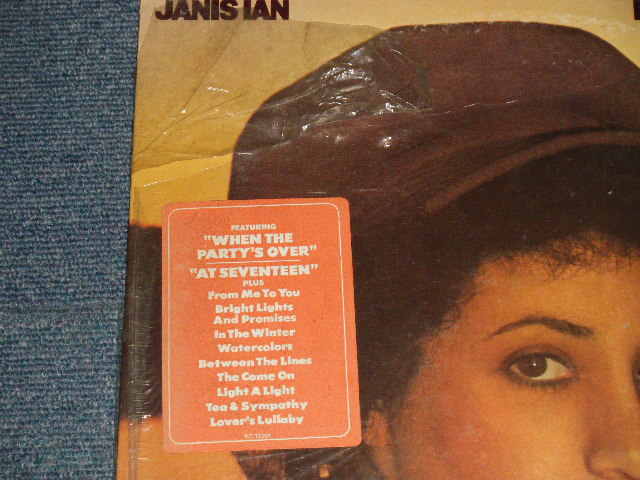 JANIS IAN
FEATURING
"WHEN THE
PARTY'S OVER"
"AT SEVENTEEN"
PLUS
From Me To You
Bright Lights
And Promises
In The Winter
Watercolors
Between The Lines
The Come On
Light A Light
Tea & Sympathy
Lover's Lullaby